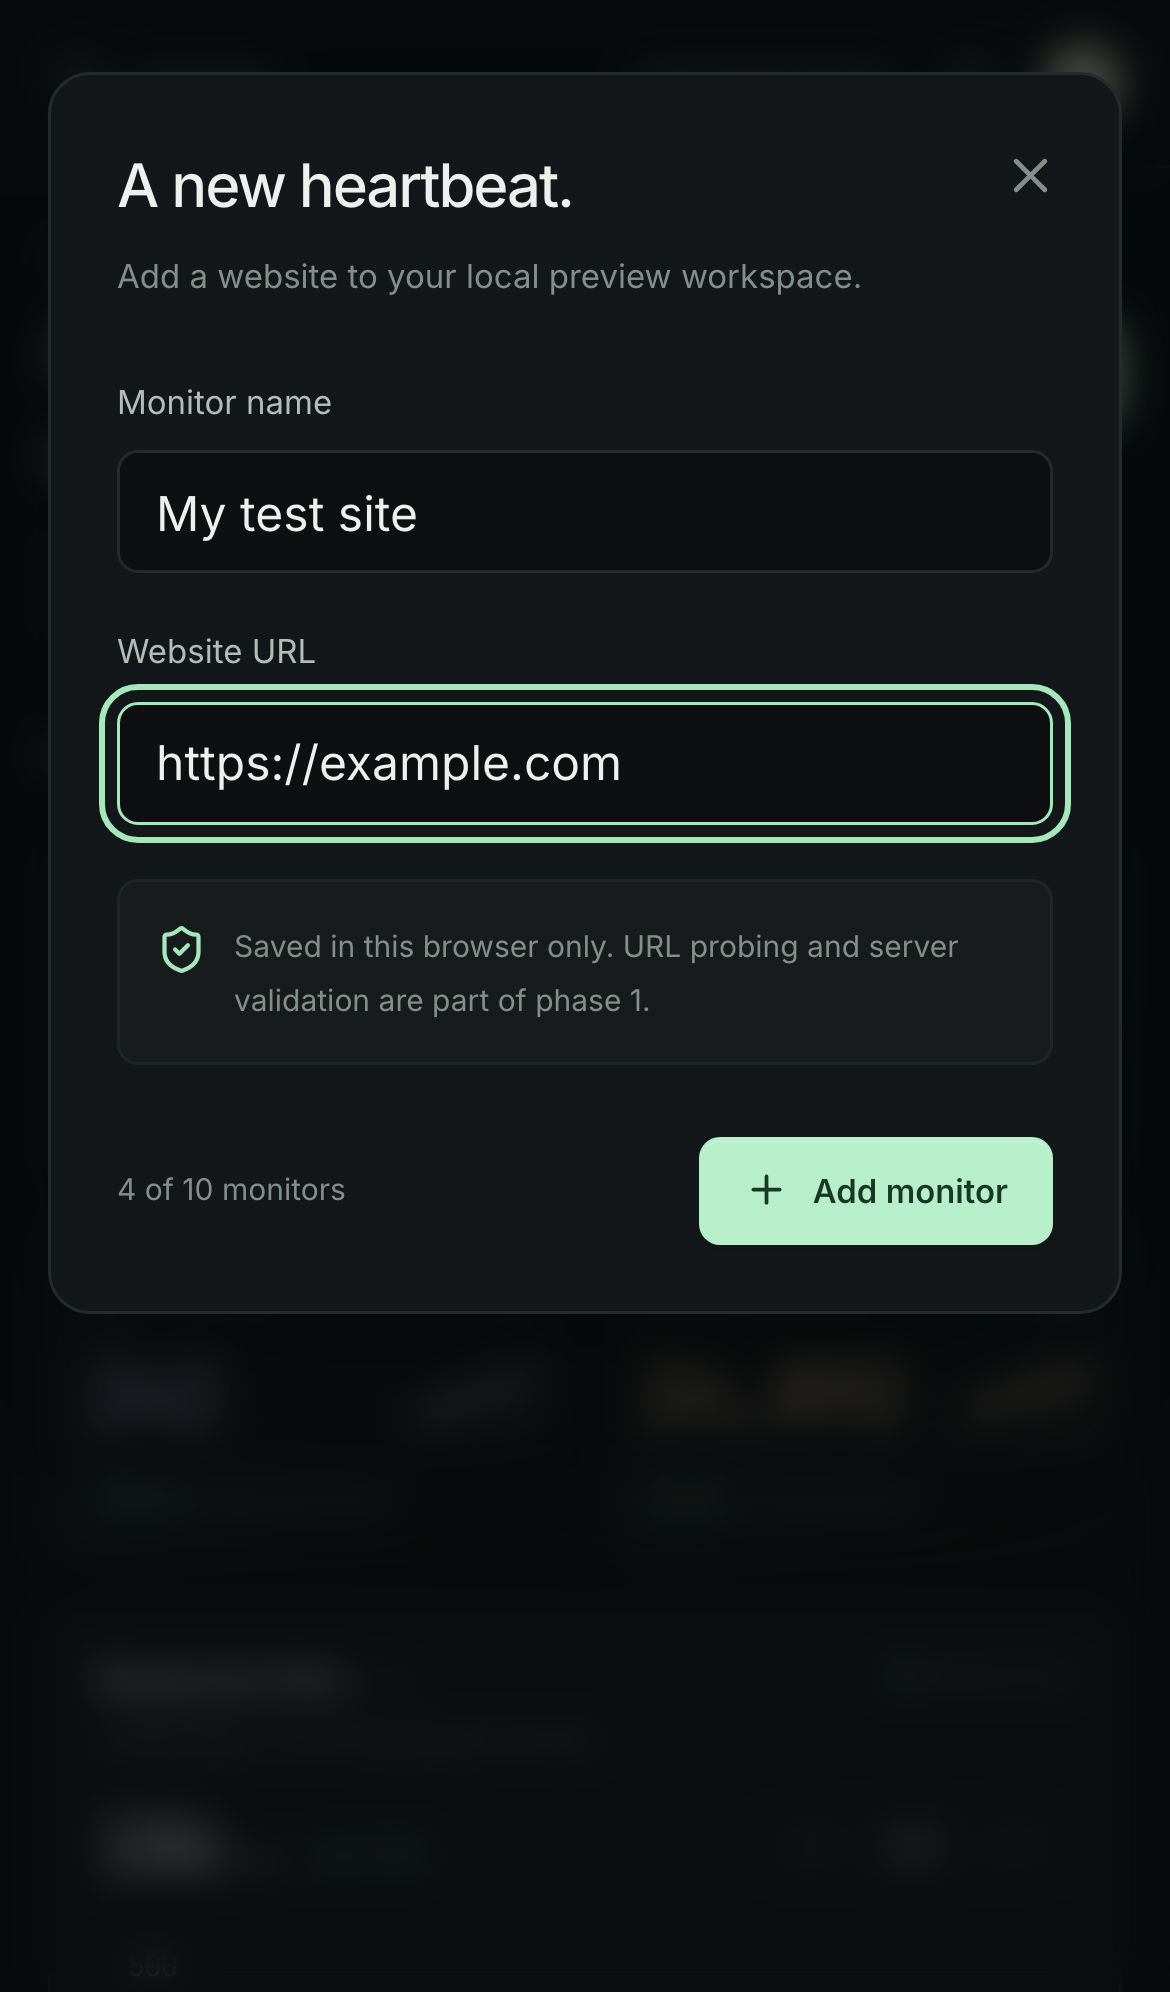 A new heartbeat.
Add a website to your local preview workspace.
Monitor name
My test site
Website URL
https://example.com
Saved in this browser only. URL probing and server
validation are part of phase 1.
4 of 10 monitors
Add monitor
500